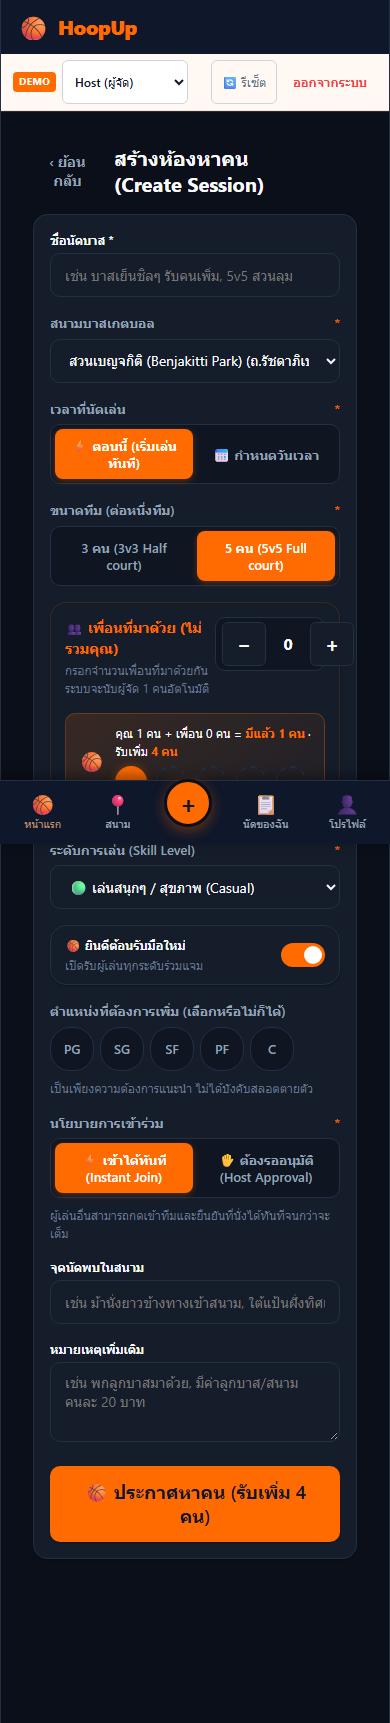 HoopUp
DEMO
Host (ผู้จัด)
รีเซ็ต
ออกจากระบบ
‹ ย้อน
กลับ
สร้างห้องหาคน
(Create Session)
ชื่อนัดบาส *
เช่น บาสเย็นชิลๆ รับคนเพิ่ม, 5v5 สวนลุม
สนามบาสเกตบอล *
สวนเบญจกิติ (Benjakitti Park) (ถ.รัชดาภิเ
เวลาที่นัดเล่น *
ตอนนี้ (เริ่มเล่น
ทันที)
กำหนดวันเวลา
ขนาดทีม (ต่อหนึ่งทีม) *
3 คน (3v3 Half
court)
5 คน (5v5 Full
court)
เพื่อนที่มาด้วย (ไม่
รวมคุณ)
− 0 +
กรอกจำนวนเพื่อนที่มาด้วยกัน
ระบบจะนับผู้จัด 1 คนอัตโนมัติ
คุณ 1 คน + เพื่อน 0 คน = มีแล้ว 1 คน ·
รับเพิ่ม 4 คน
หน้าแรก
สนาม
+
นัดของฉัน
โปรไฟล์
ระดับการเล่น (Skill Level) *
เล่นสนุกๆ / สุขภาพ (Casual)
ยินดีต้อนรับมือใหม่
เปิดรับผู้เล่นทุกระดับร่วมแจม
ตำแหน่งที่ต้องการเพิ่ม (เลือกหรือไม่ก็ได้)
PG
SG
SF
PF
C
เป็นเพียงความต้องการแนะนำ ไม่ได้บังคับสลอตตายตัว
นโยบายการเข้าร่วม *
เข้าได้ทันที
(Instant Join)
ต้องรออนุมัติ
(Host Approval)
ผู้เล่นอื่นสามารถกดเข้าทีมและยืนยันที่นั่งได้ทันทีจนกว่าจะ
เต็ม
จุดนัดพบในสนาม
เช่น ม้านั่งยาวข้างทางเข้าสนาม, ใต้แป้นฝั่งทิศเ
หมายเหตุเพิ่มเติม
เช่น พกลูกบาสมาด้วย, มีค่าลูกบาส/สนาม
คนละ 20 บาท
ประกาศหาคน (รับเพิ่ม 4
คน)